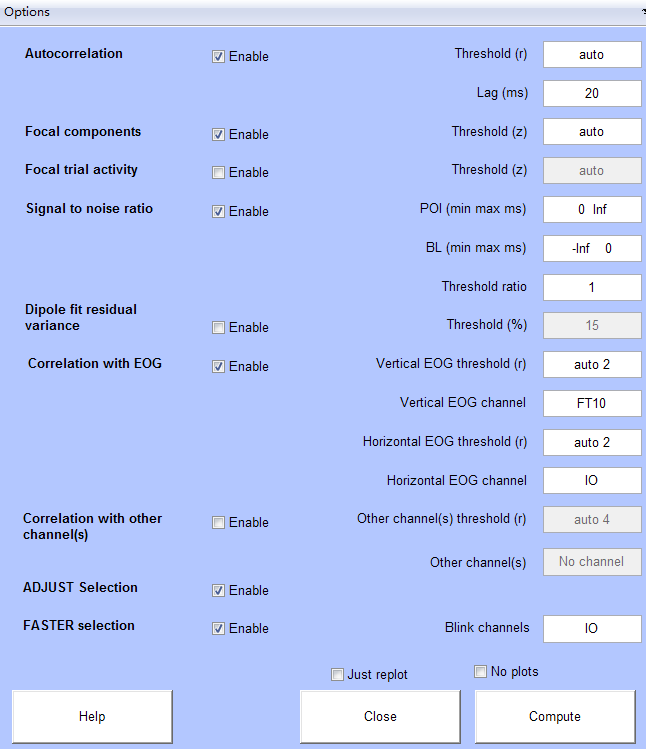 Options
Autocorrelation Enable Threshold (r) auto
Lag (ms) 20
Focal components Enable Threshold (z) auto
Focal trial activity Enable Threshold (z) auto
Signal to noise ratio Enable POI (min max ms) 0 Inf
BL (min max ms) -Inf 0
Threshold ratio 1
Dipole fit residual
variance Enable Threshold (%) 15
Correlation with EOG Enable Vertical EOG threshold (r) auto 2
Vertical EOG channel FT10
Horizontal EOG threshold (r) auto 2
Horizontal EOG channel IO
Correlation with other
channel(s) Enable Other channel(s) threshold (r) auto 4
Other channel(s) No channel
ADJUST Selection Enable
FASTER selection Enable Blink channels IO
Just replot No plots
Help Close Compute